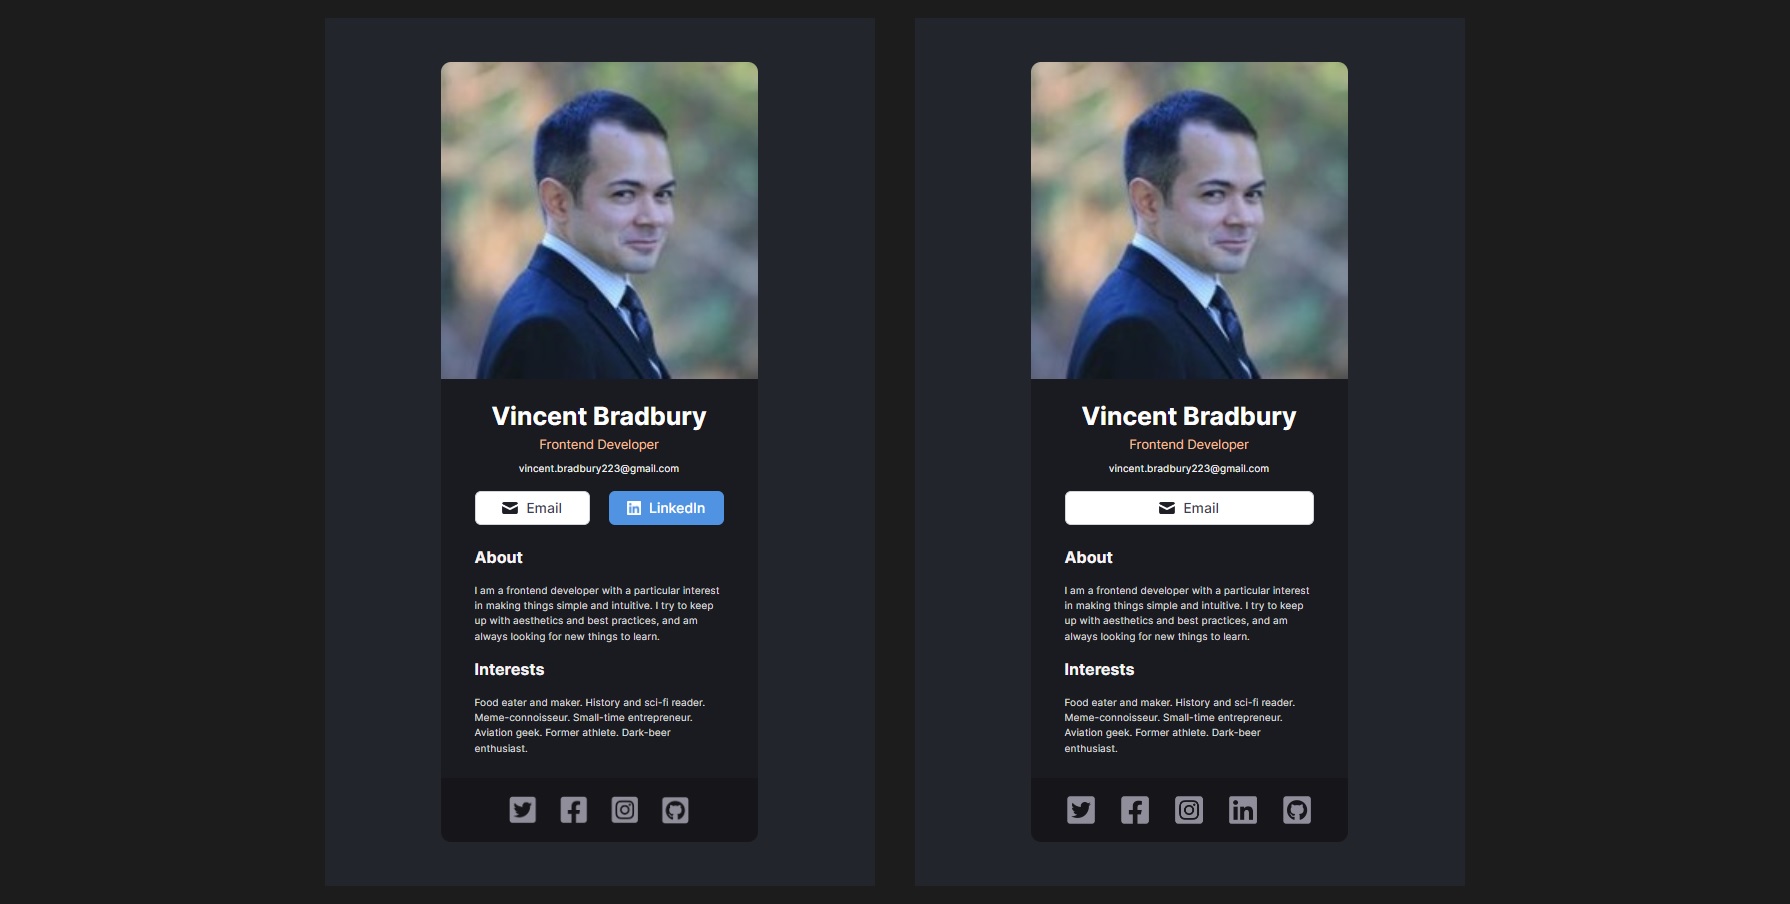 Vincent Bradbury
Frontend Developer
vincent.bradbury223@gmail.com
Email
LinkedIn
About
I am a frontend developer with a particular interest
in making things simple and intuitive. I try to keep
up with aesthetics and best practices, and am
always looking for new things to learn.
Interests
Food eater and maker. History and sci-fi reader.
Meme-connoisseur. Small-time entrepreneur.
Aviation geek. Former athlete. Dark-beer
enthusiast.
Vincent Bradbury
Frontend Developer
vincent.bradbury223@gmail.com
Email
About
I am a frontend developer with a particular interest
in making things simple and intuitive. I try to keep
up with aesthetics and best practices, and am
always looking for new things to learn.
Interests
Food eater and maker. History and sci-fi reader.
Meme-connoisseur. Small-time entrepreneur.
Aviation geek. Former athlete. Dark-beer
enthusiast.